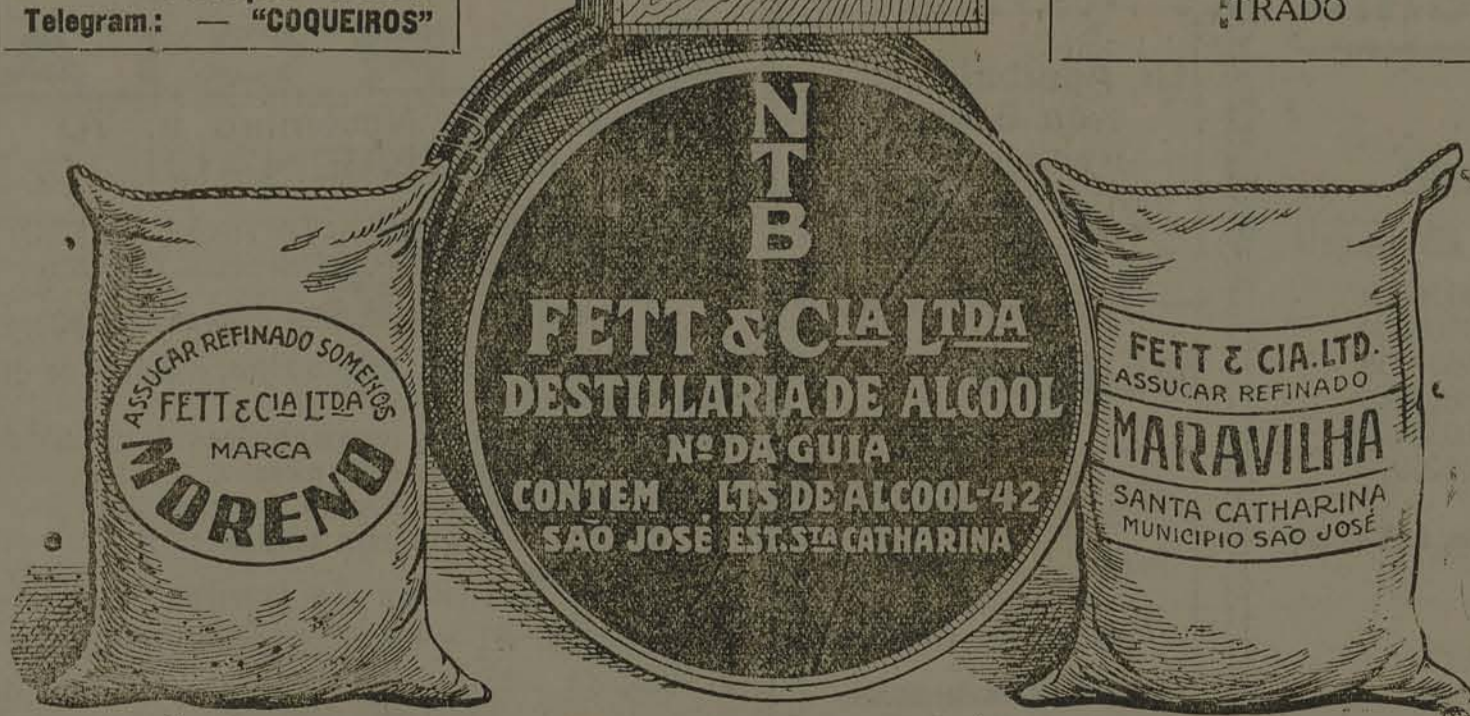 Telegram.: — "COQUEIROS"
TRADO
N
T
B
FETT & CIA LTDA
DESTILLARIA DE ALCOOL
Nº DA GUIA
CONTEM LTS DE ALCOOL-42
SÃO JOSÉ EST. STA CATHARINA
ASSUCAR REFINADO SOMENOS
FETT & CIA LTDA
MARCA
MORENO
FETT & CIA. LTD.
ASSUCAR REFINADO
MARAVILHA
SANTA CATHARINA
MUNICIPIO SÃO JOSÉ